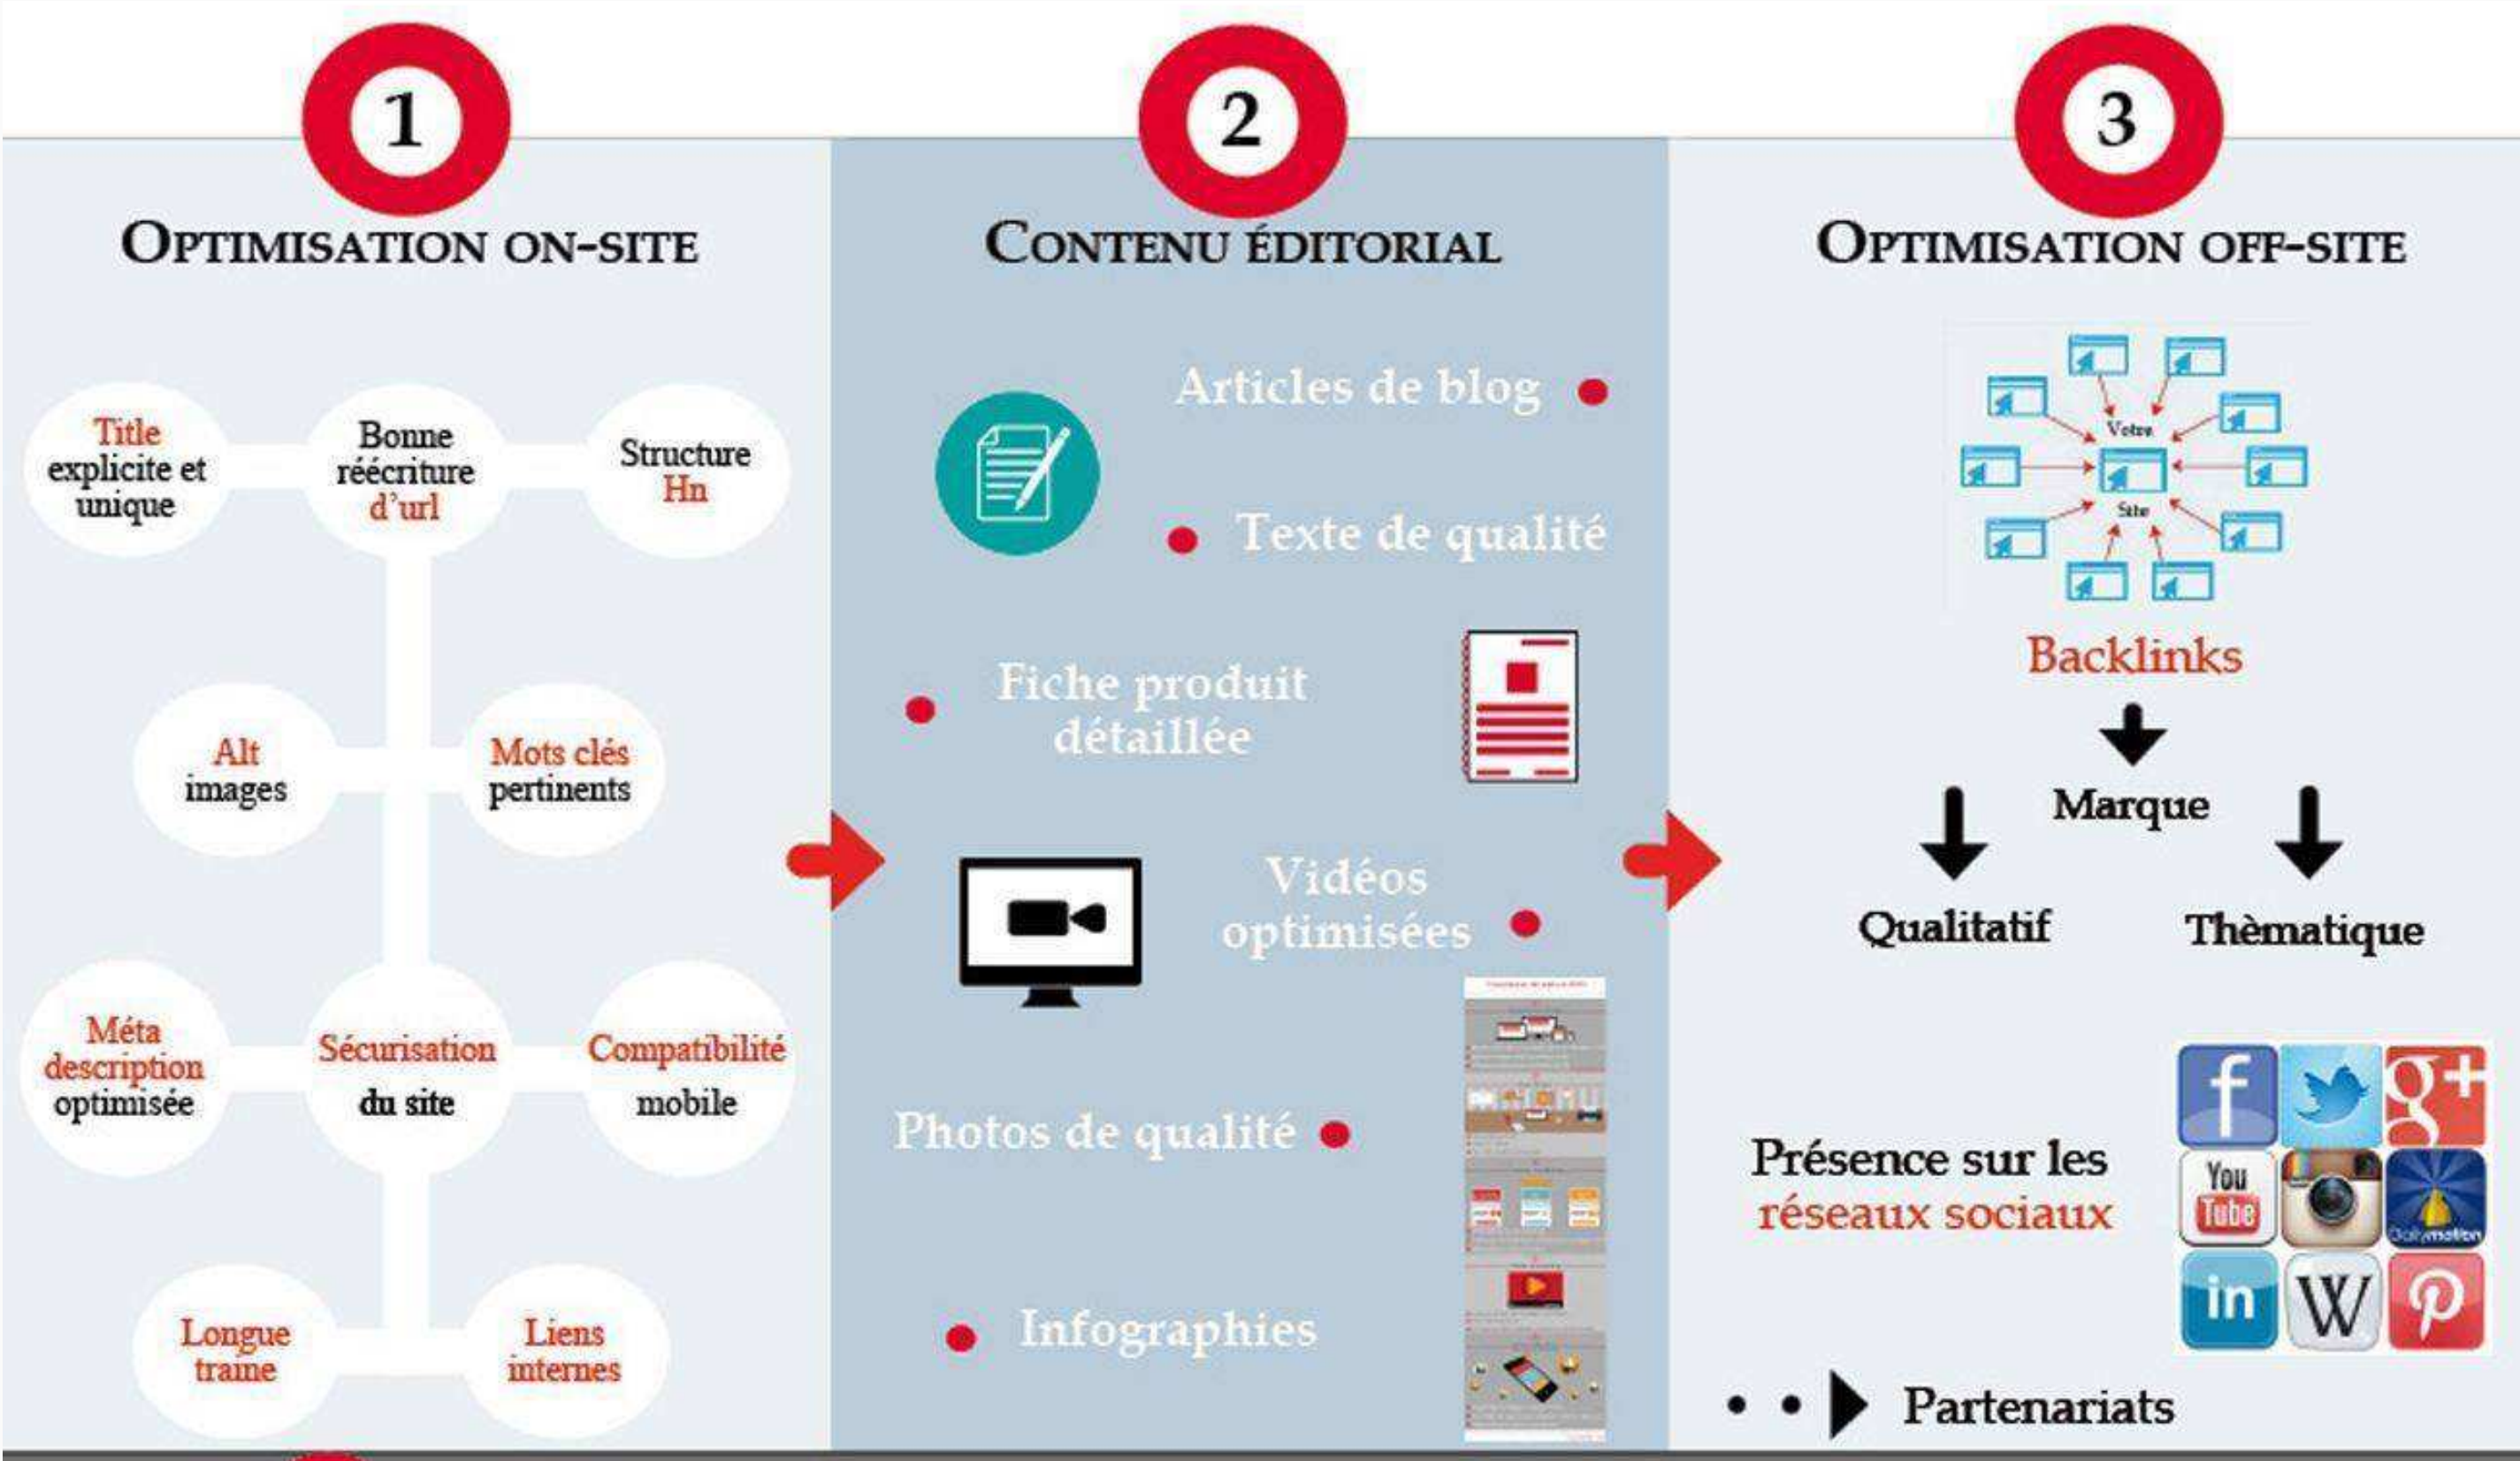 1
OPTIMISATION ON-SITE
Title
explicite et
unique
Bonne
réécriture
d'url
Structure
Hn
Alt
images
Mots clés
pertinents
Méta
description
optimisée
Sécurisation
du site
Compatibilité
mobile
Longue
traine
Liens
internes
2
CONTENU ÉDITORIAL
Articles de blog
Texte de qualité
Fiche produit
détaillée
Vidéos
optimisées
Photos de qualité
Infographies
3
OPTIMISATION OFF-SITE
Votre
Site
Backlinks
Marque
Qualitatif
Thèmatique
Présence sur les
réseaux sociaux
f
g+
You
Tube
Dailymotion
in
W
P
Partenariats